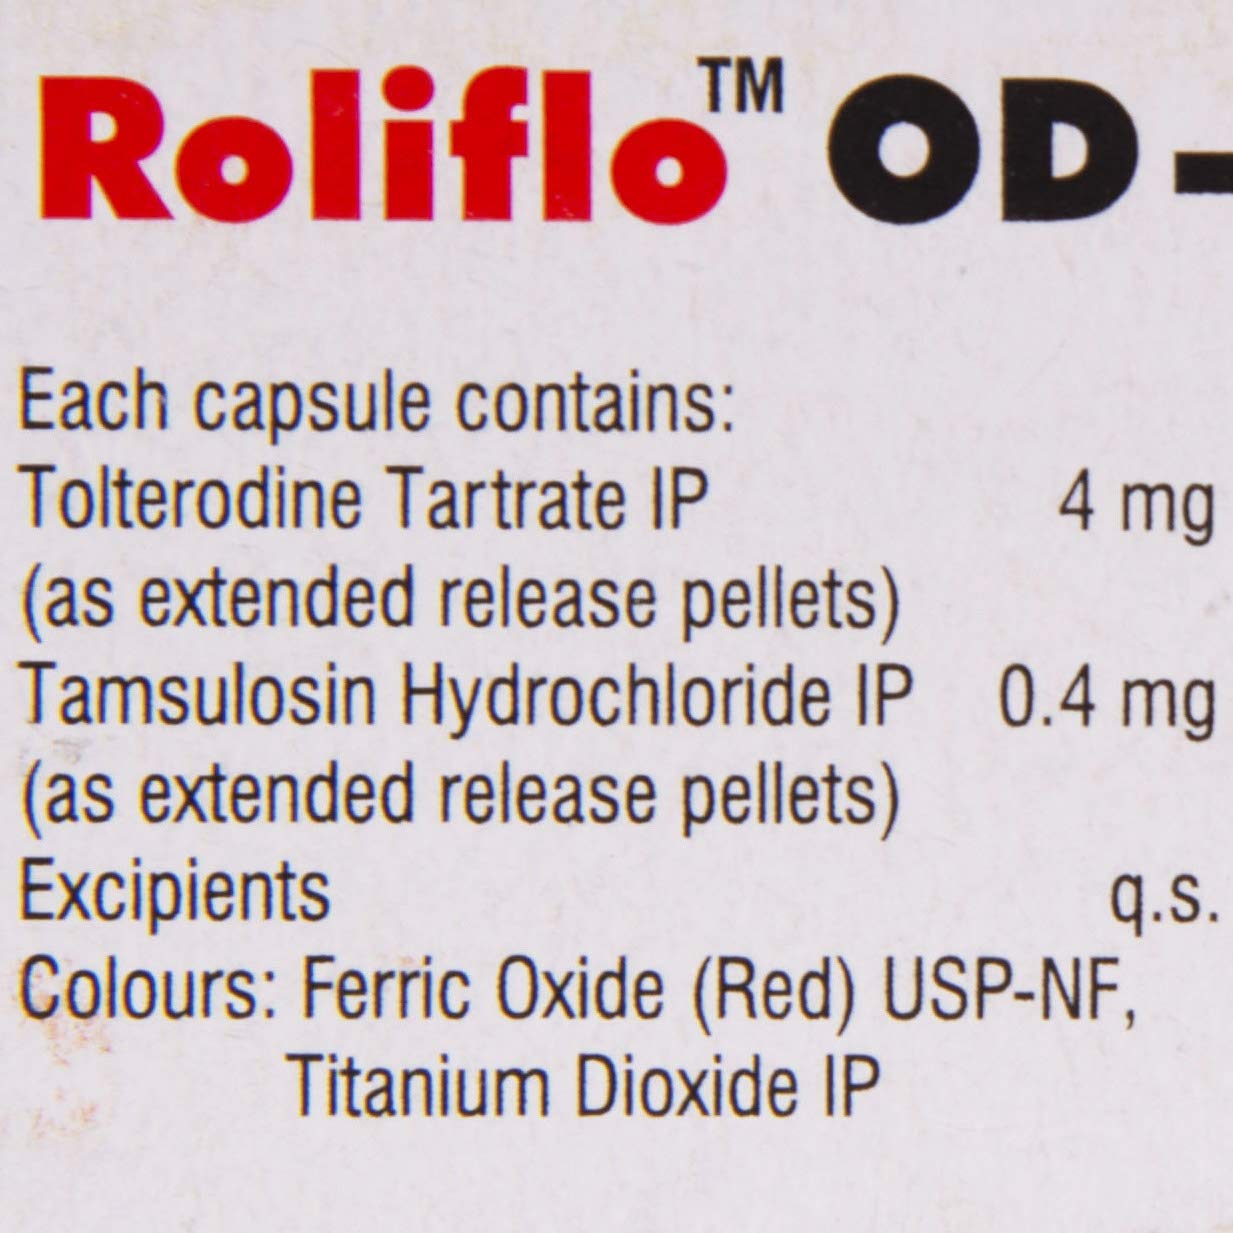 Roliflo™ OD-
Each capsule contains:
Tolterodine Tartrate IP 4 mg
(as extended release pellets)
Tamsulosin Hydrochloride IP 0.4 mg
(as extended release pellets)
Excipients q.s.
Colours: Ferric Oxide (Red) USP-NF,
Titanium Dioxide IP